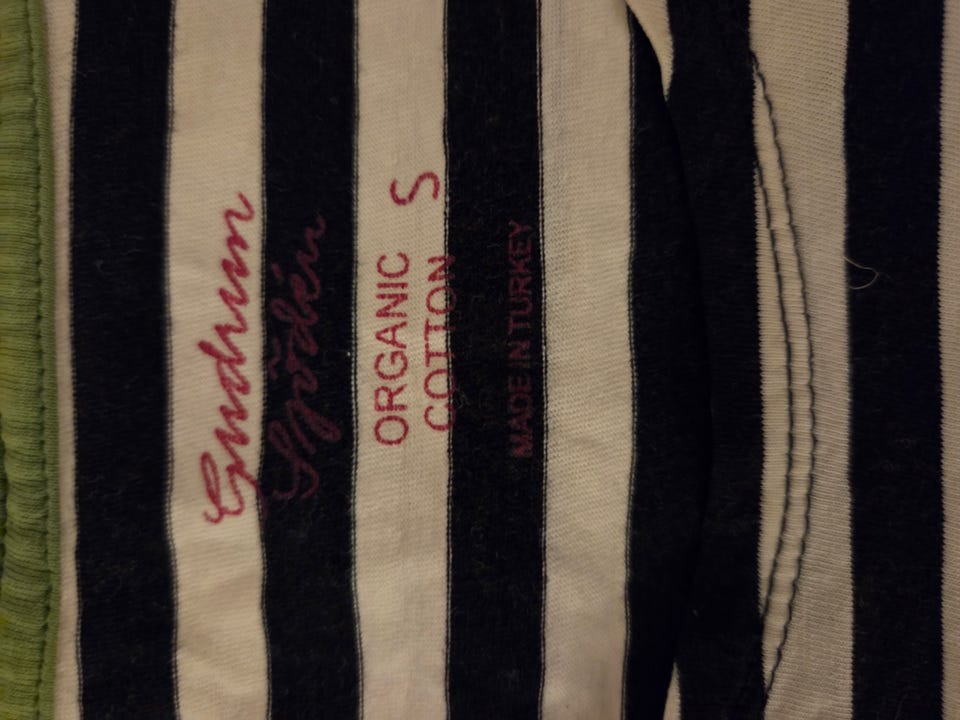 Gudrun
Sjödén
ORGANIC
COTTON S
MADE IN TURKEY